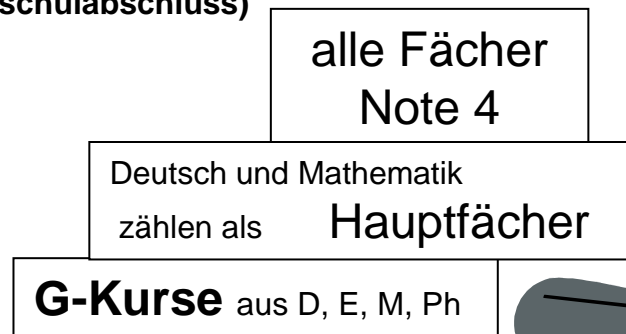 schulabschluss)
alle Fächer
Note 4
Deutsch und Mathematik
zählen als Hauptfächer
G-Kurse aus D, E, M, Ph